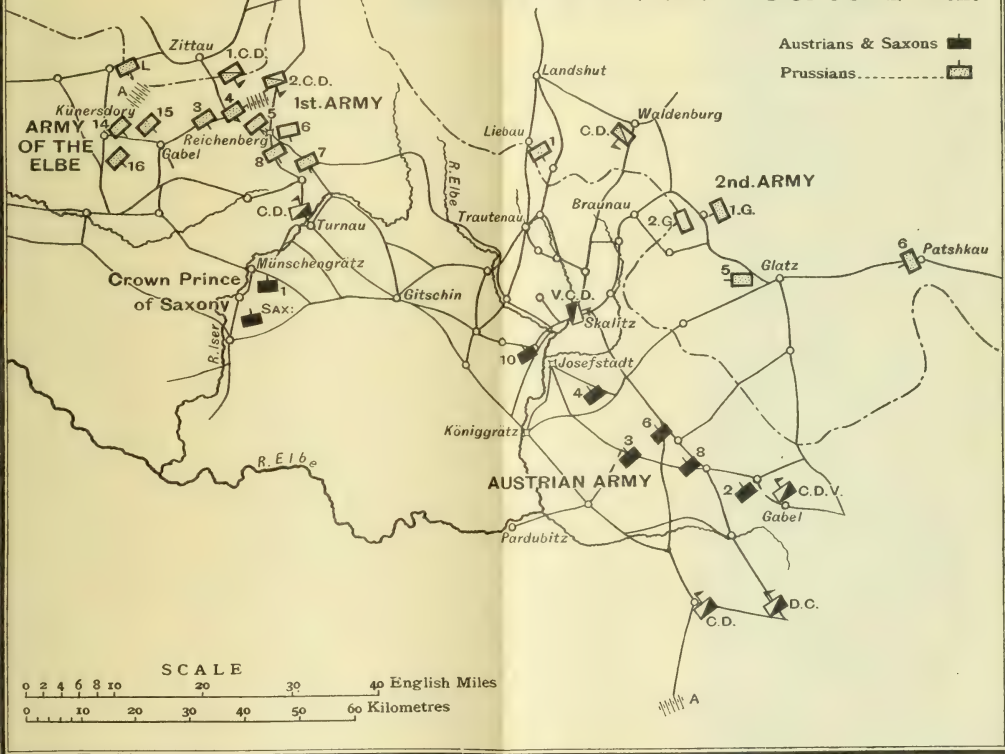 Austrians & Saxons
Prussians
Zittau
1.C.D.
L
2.C.D.
A.
1st. ARMY
Künersdorf
15
3
4
5
6
14
ARMY
OF THE
ELBE
Reichenberg
8
7
16
Gabel
C.D.
Turnau
Münschengrätz
Crown Prince
of Saxony
1
SAX:
R. Iser
Gitschin
R. Elbe
Landshut
Waldenburg
Liebau
1
C.D.
2nd. ARMY
Braunau
2.G.
1.G.
Trautenau
6
Patshkau
5
Glatz
V.C.D.
Skalitz
10
Josefstadt
4
Königgrätz
6
3
8
AUSTRIAN ARMY
2
C.D.V.
Gabel
R. Elbe
Pardubitz
C.D.
D.C.
A
SCALE
0 2 4 6 8 10 20 30 40 English Miles
0 10 20 30 40 50 60 Kilometres